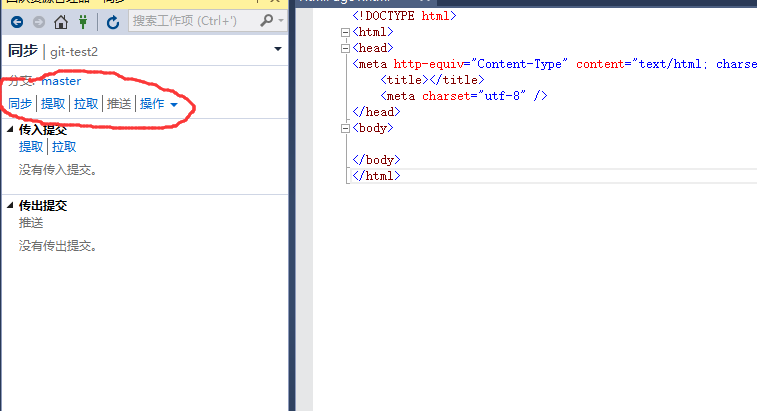 搜索工作项 (Ctrl+')
同步 | git-test2
分支: master
同步 | 提取 | 拉取 | 推送 | 操作
传入提交
提取 | 拉取
没有传入提交。
传出提交
推送
没有传出提交。
<!DOCTYPE html>
<html>
<head>
<meta http-equiv="Content-Type" content="text/html; charse
<title></title>
<meta charset="utf-8" />
</head>
<body>
</body>
</html>